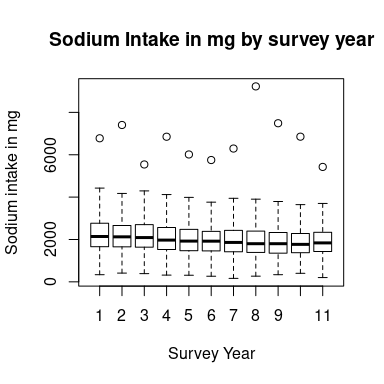 Sodium Intake in mg by survey year
Sodium intake in mg
6000
2000
0
1 2 3 4 5 6 7 8 9 11
Survey Year